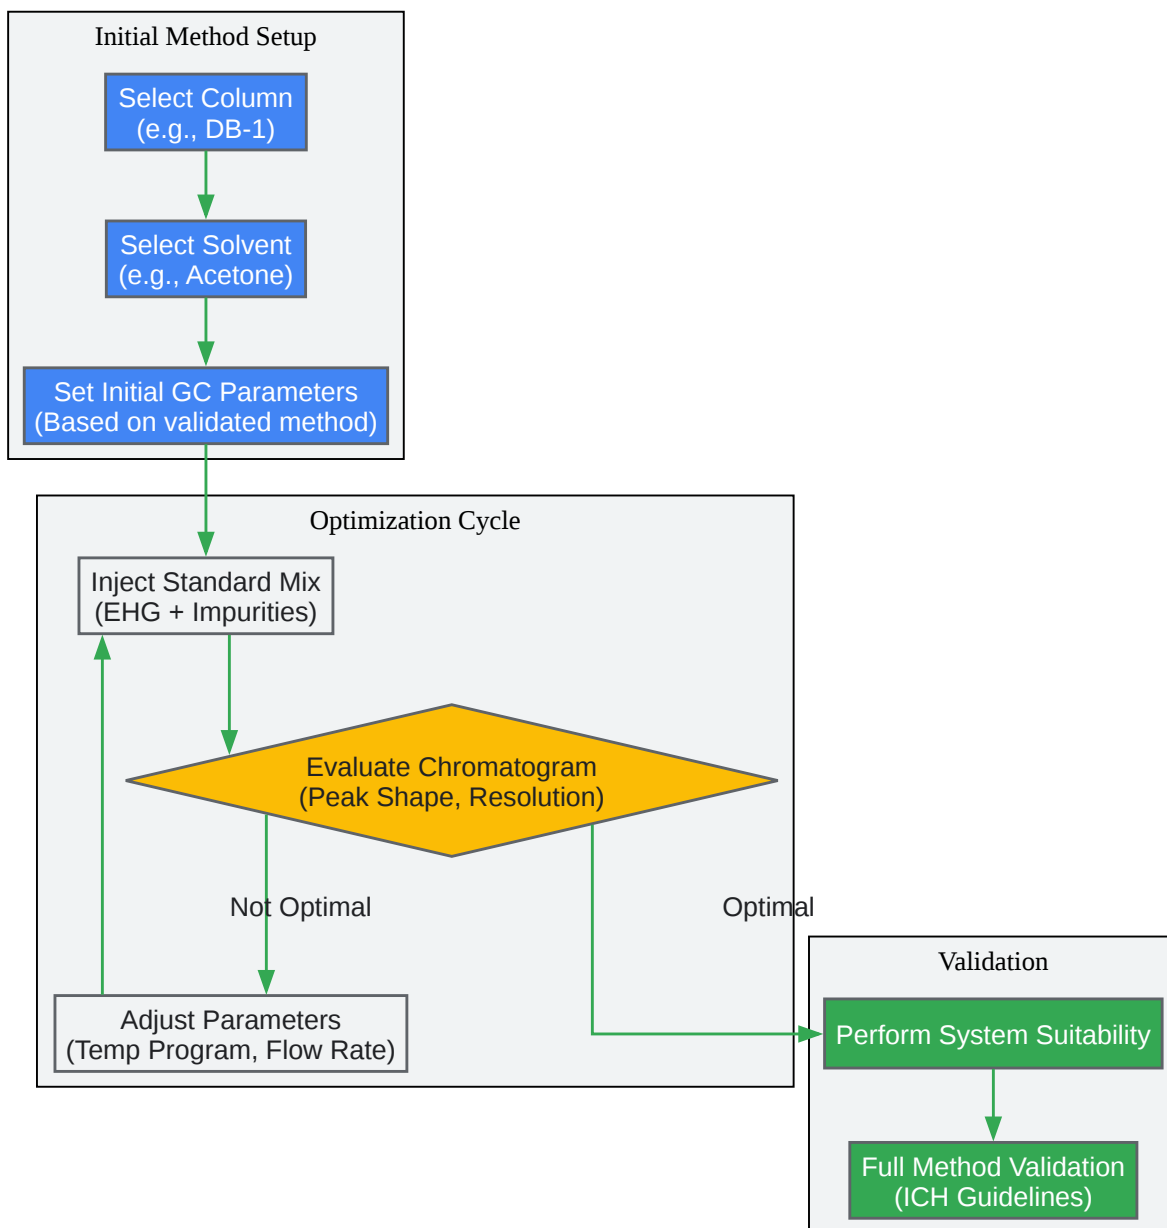 Initial Method Setup
Select Column
(e.g., DB-1)
Select Solvent
(e.g., Acetone)
Set Initial GC Parameters
(Based on validated method)
Optimization Cycle
Inject Standard Mix
(EHG + Impurities)
Evaluate Chromatogram
(Peak Shape, Resolution)
Not Optimal
Optimal
Adjust Parameters
(Temp Program, Flow Rate)
Validation
Perform System Suitability
Full Method Validation
(ICH Guidelines)